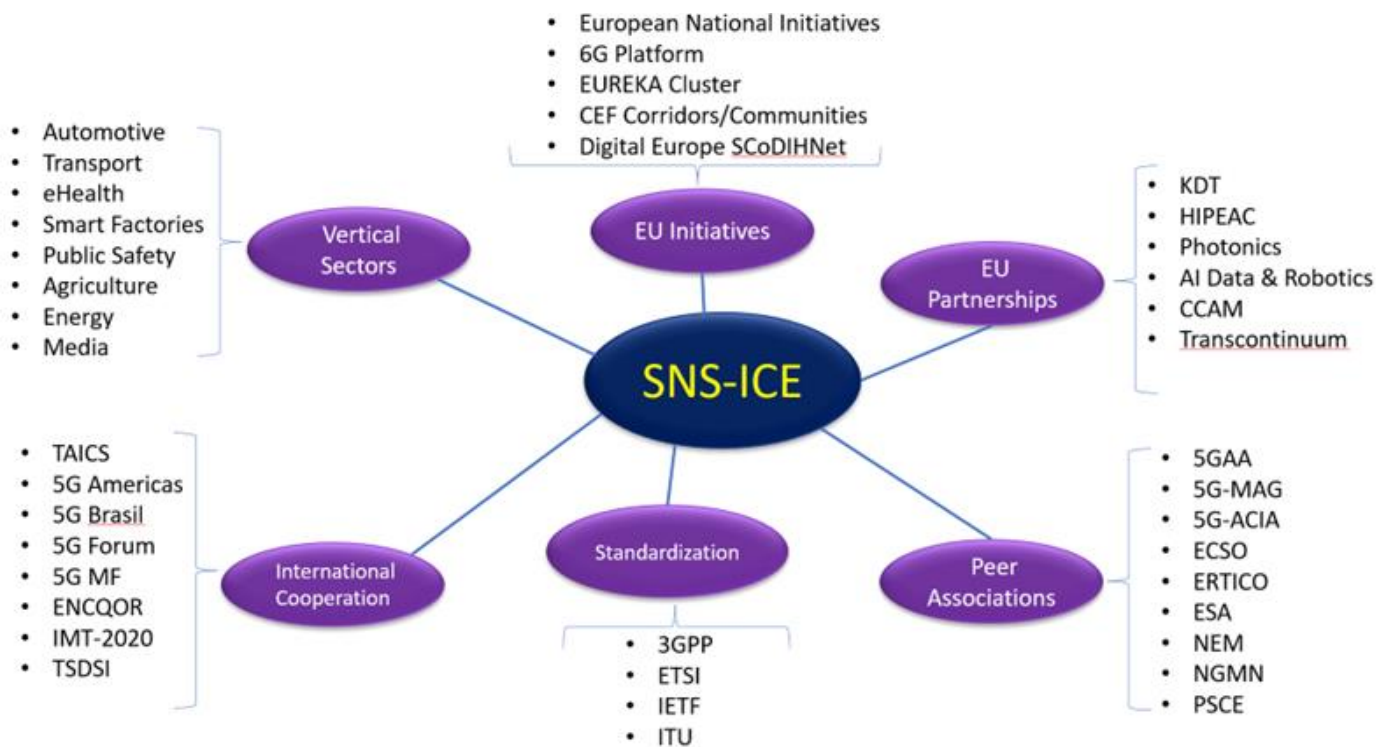 • European National Initiatives
• 6G Platform
• EUREKA Cluster
• CEF Corridors/Communities
• Digital Europe SCoDIHNet
EU Initiatives
• Automotive
• Transport
• eHealth
• Smart Factories
• Public Safety
• Agriculture
• Energy
• Media
Vertical
Sectors
EU
Partnerships
• KDT
• HIPEAC
• Photonics
• AI Data & Robotics
• CCAM
• Transcontinuum
SNS-ICE
• TAICS
• 5G Americas
• 5G Brasil
• 5G Forum
• 5G MF
• ENCQOR
• IMT-2020
• TSDSI
International
Cooperation
Standardization
• 3GPP
• ETSI
• IETF
• ITU
Peer
Associations
• 5GAA
• 5G-MAG
• 5G-ACIA
• ECSO
• ERTICO
• ESA
• NEM
• NGMN
• PSCE